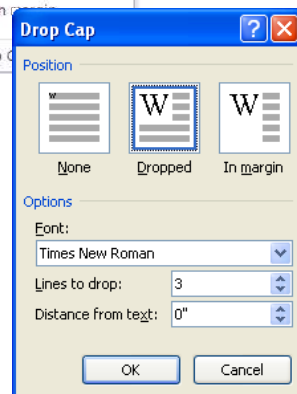 Drop Cap
Position
W W W
None Dropped In margin
Options
Font:
Times New Roman
Lines to drop: 3
Distance from text: 0"
OK Cancel